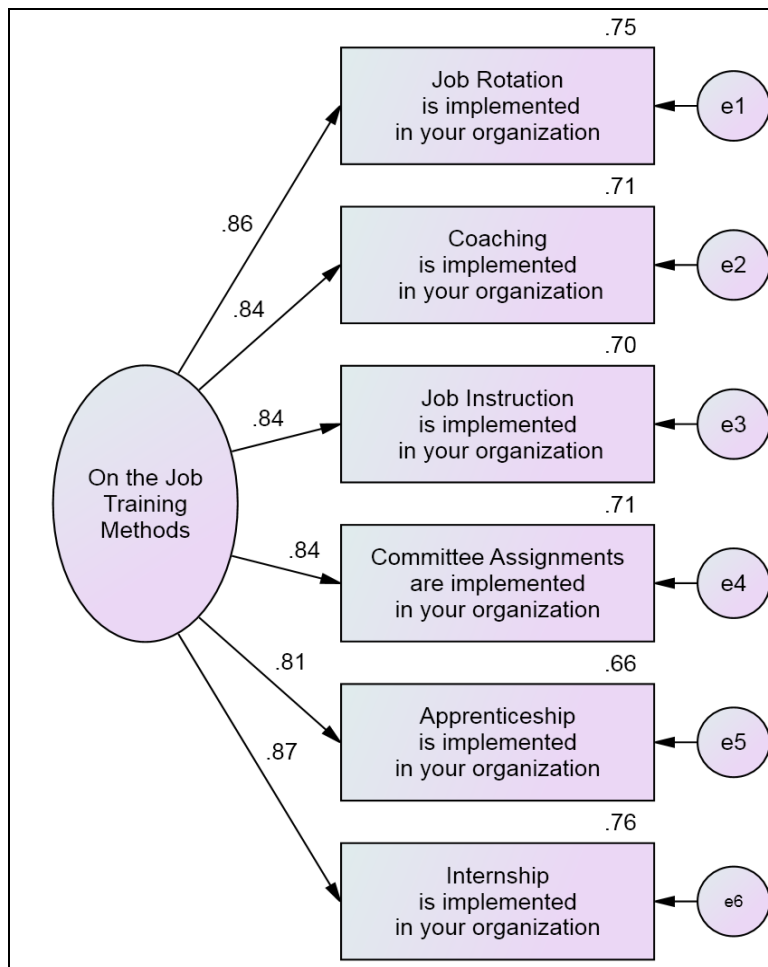 .75
Job Rotation
is implemented
in your organization
e1
.86
.71
Coaching
is implemented
in your organization
e2
.84
.70
Job Instruction
is implemented
in your organization
e3
.84
On the Job
Training
Methods
.71
Committee Assignments
are implemented
in your organization
e4
.84
.66
Apprenticeship
is implemented
in your organization
e5
.81
.76
Internship
is implemented
in your organization
e6
.87